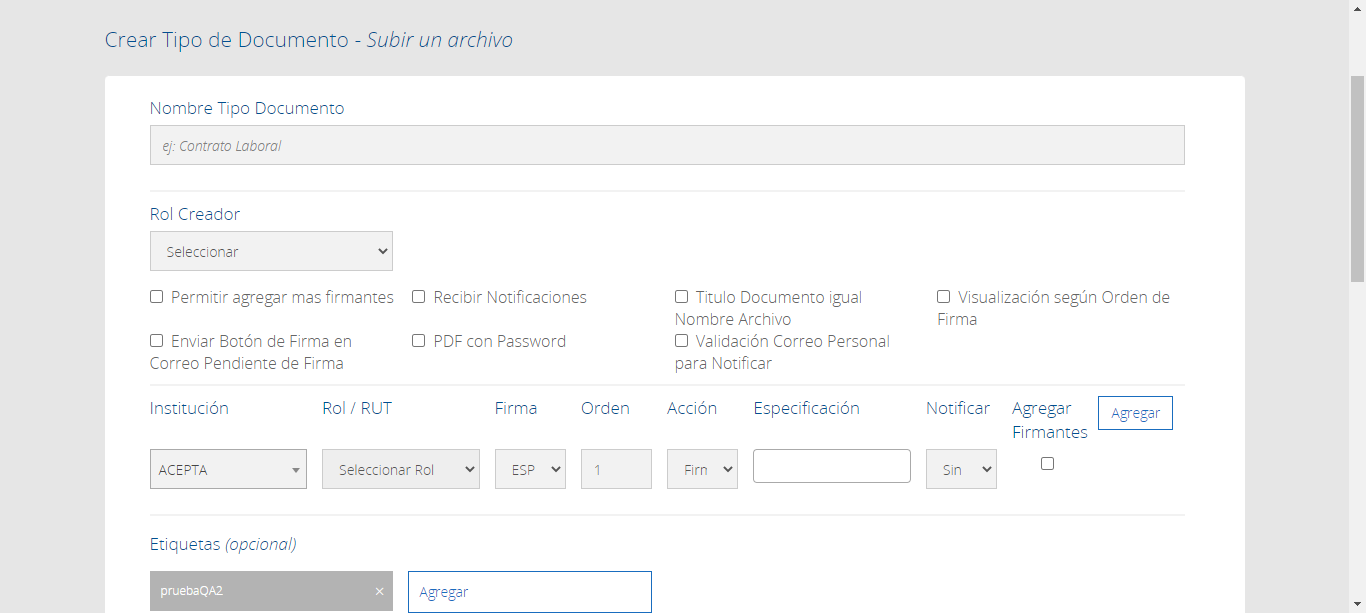 Crear Tipo de Documento - Subir un archivo
Nombre Tipo Documento
ej: Contrato Laboral
Rol Creador
Seleccionar
Permitir agregar mas firmantes
Recibir Notificaciones
Titulo Documento igual
Nombre Archivo
Visualización según Orden de
Firma
Enviar Botón de Firma en
Correo Pendiente de Firma
PDF con Password
Validación Correo Personal
para Notificar
Institución
Rol / RUT
Firma
Orden
Acción
Especificación
Notificar
Agregar
Firmantes
Agregar
ACEPTA
Seleccionar Rol
ESP
1
Firn
Sin
Etiquetas (opcional)
pruebaQA2 ×
Agregar